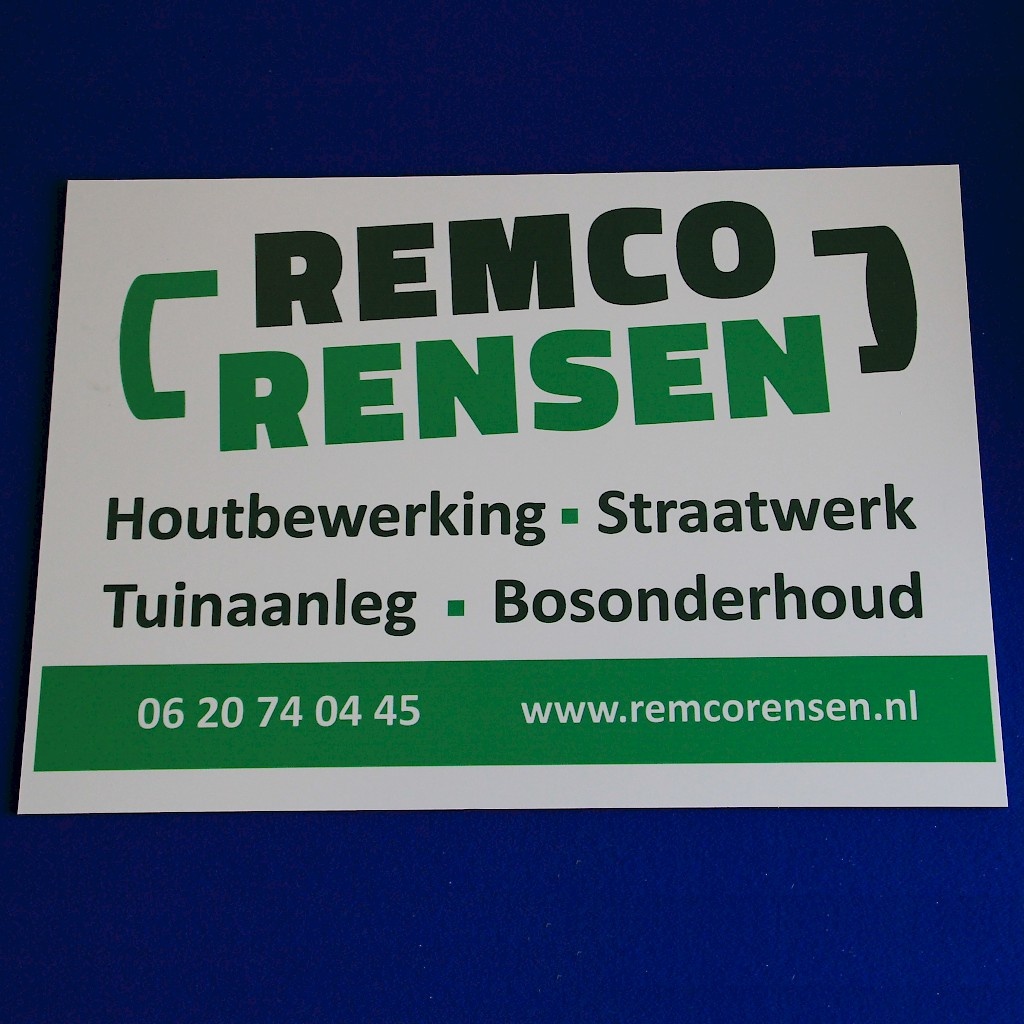 REMCO
RENSEN
Houtbewerking ▪ Straatwerk
Tuinaanleg ▪ Bosonderhoud
06 20 74 04 45 www.remcorensen.nl